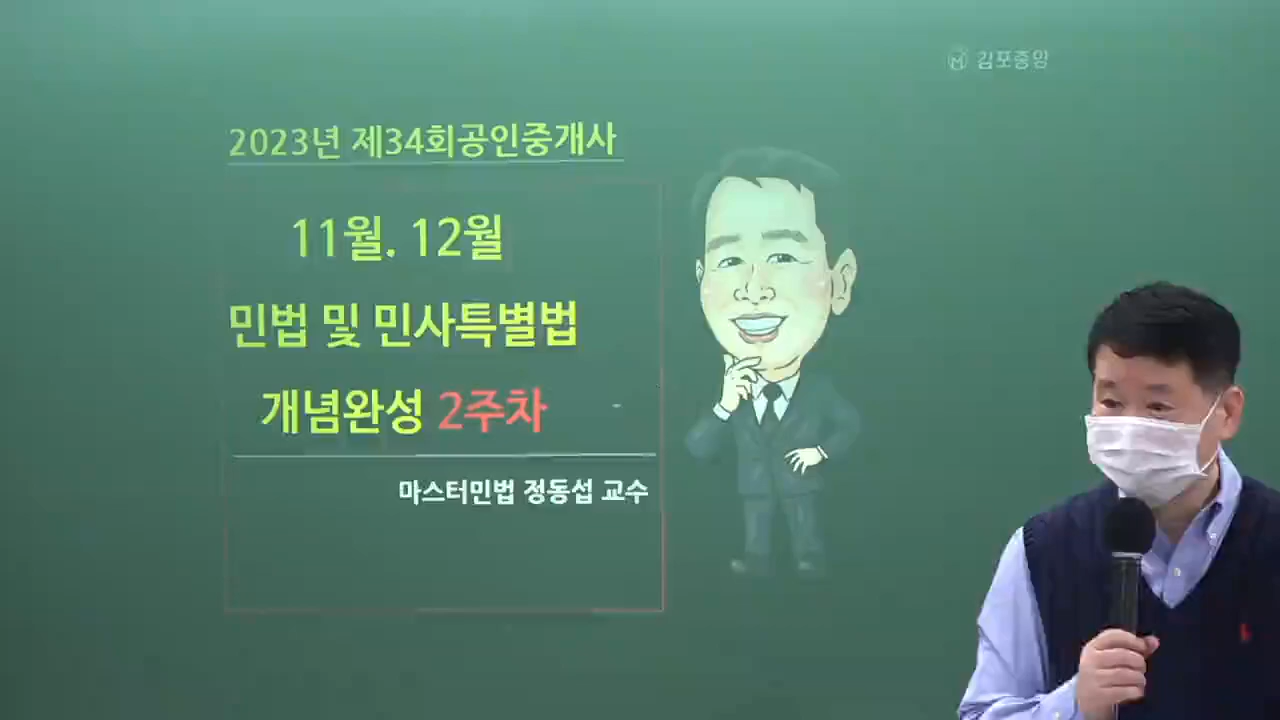 김포중앙
2023년 제34회공인중개사
11월. 12월
민법 및 민사특별법
개념완성 2주차
마스터민법 정동섭 교수